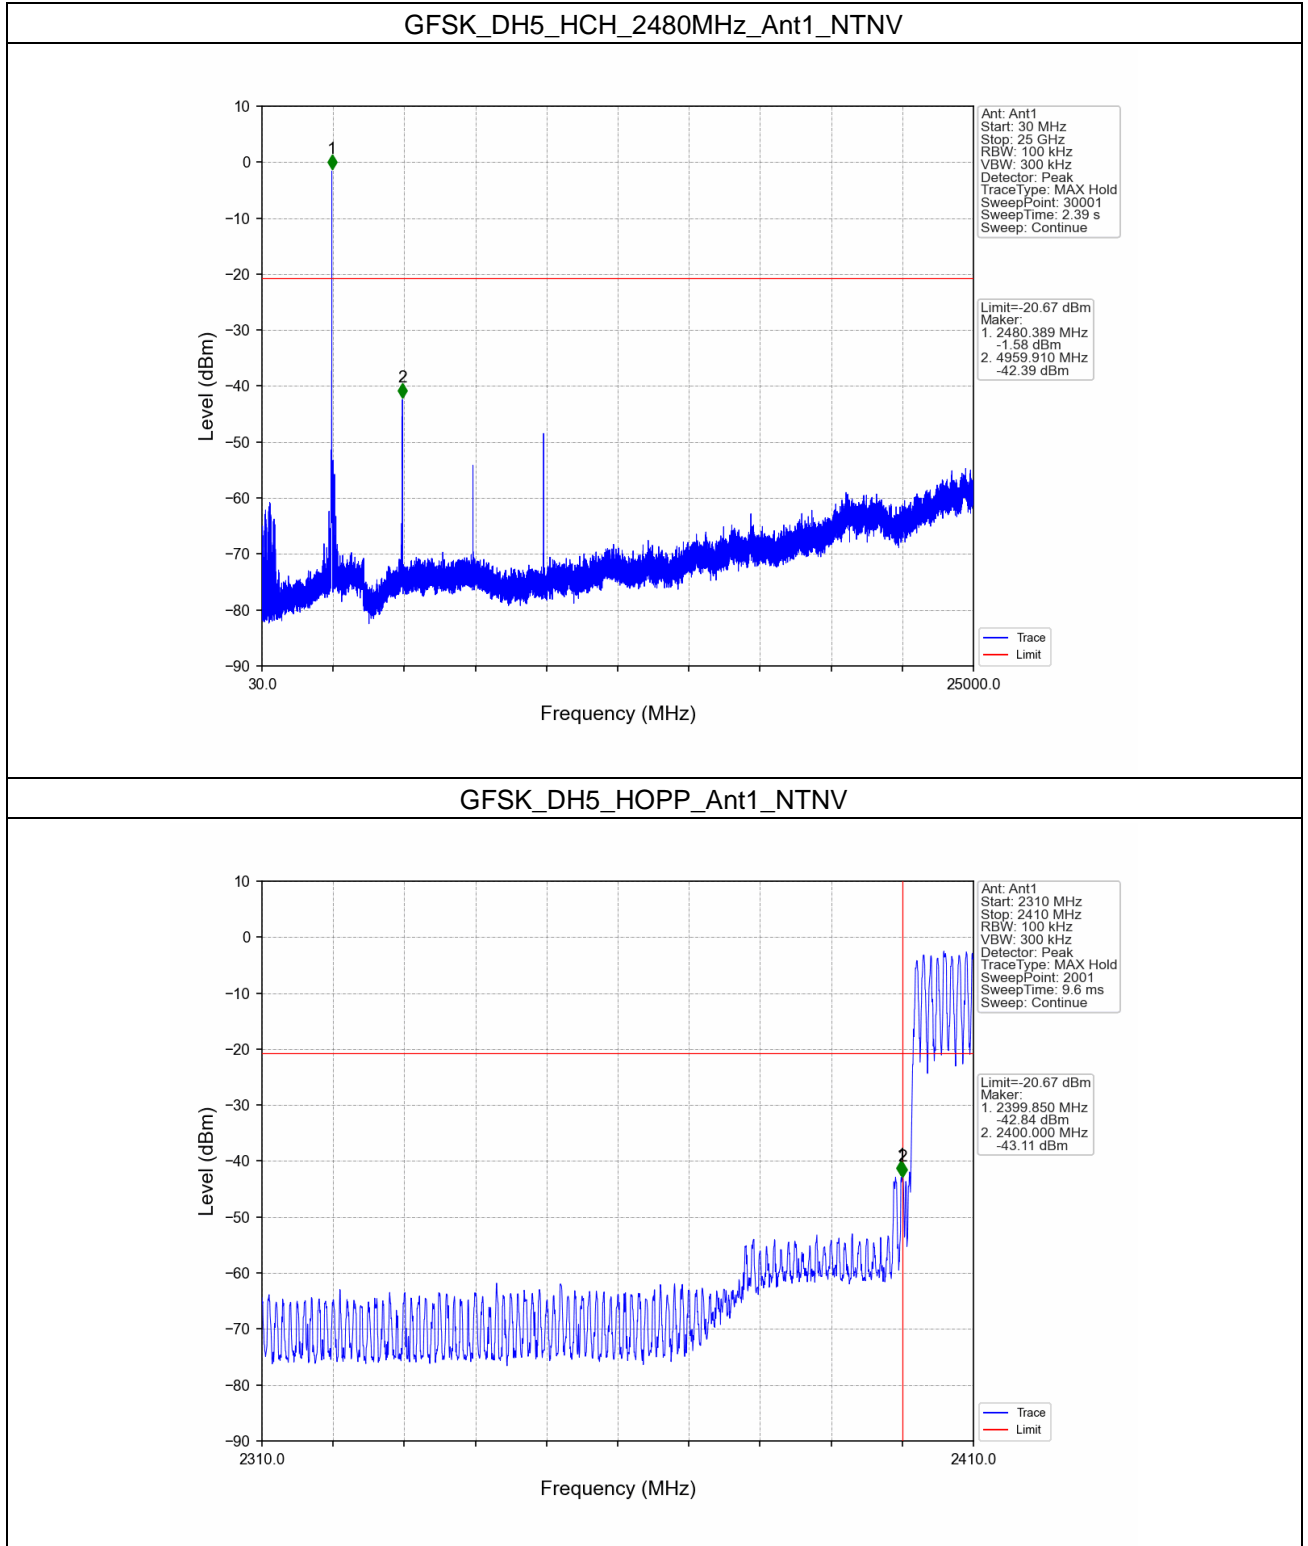 GFSK_DH5_HCH_2480MHz_Ant1_NTNV
10
0
−10
−20
−30
−40
−50
−60
−70
−80
−90
Level (dBm)
1
2
30.0
25000.0
Frequency (MHz)
Ant: Ant1
Start: 30 MHz
Stop: 25 GHz
RBW: 100 kHz
VBW: 300 kHz
Detector: Peak
TraceType: MAX Hold
SweepPoint: 30001
SweepTime: 2.39 s
Sweep: Continue
Limit=-20.67 dBm
Maker:
1. 2480.389 MHz
-1.58 dBm
2. 4959.910 MHz
-42.39 dBm
Trace
Limit
GFSK_DH5_HOPP_Ant1_NTNV
10
0
−10
−20
−30
−40
−50
−60
−70
−80
−90
Level (dBm)
1
2
2310.0
2410.0
Frequency (MHz)
Ant: Ant1
Start: 2310 MHz
Stop: 2410 MHz
RBW: 100 kHz
VBW: 300 kHz
Detector: Peak
TraceType: MAX Hold
SweepPoint: 2001
SweepTime: 9.6 ms
Sweep: Continue
Limit=-20.67 dBm
Maker:
1. 2399.850 MHz
-42.84 dBm
2. 2400.000 MHz
-43.11 dBm
Trace
Limit